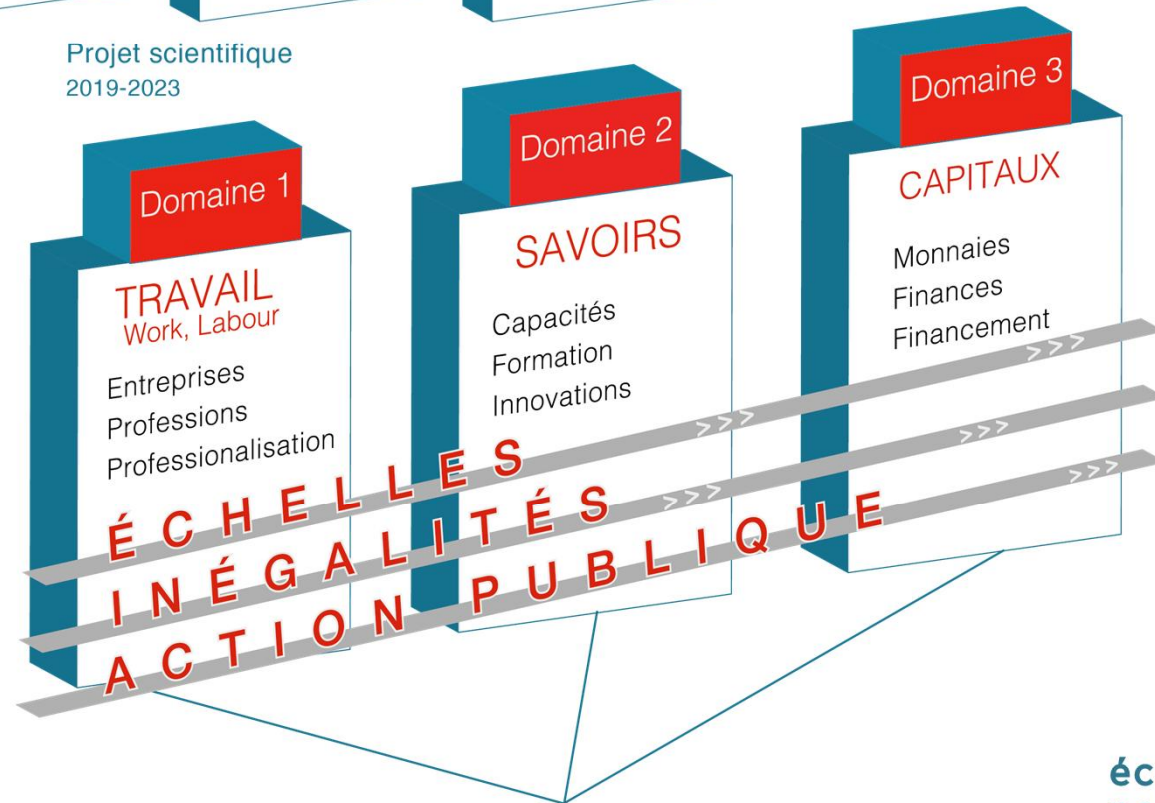 Projet scientifique
2019-2023
Domaine 1
TRAVAIL
Work, Labour
Entreprises
Professions
Professionalisation
Domaine 2
SAVOIRS
Capacités
Formation
Innovations
Domaine 3
CAPITAUX
Monnaies
Finances
Financement
>>>
>>>
ÉCHELLES
>>>
>>>
INÉGALITÉS
>>>
ACTION PUBLIQUE
éc